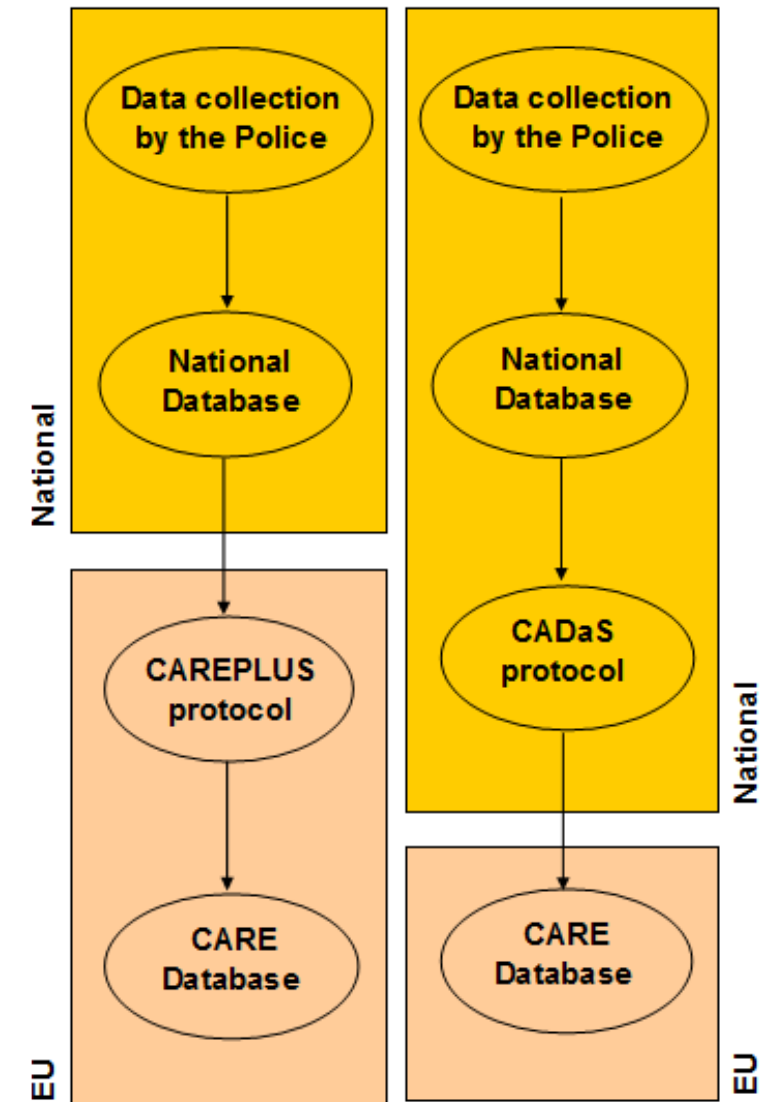 Data collection
by the Police
National
Database
National
CAREPLUS
protocol
CARE
Database
EU
Data collection
by the Police
National
Database
CADaS
protocol
National
CARE
Database
EU